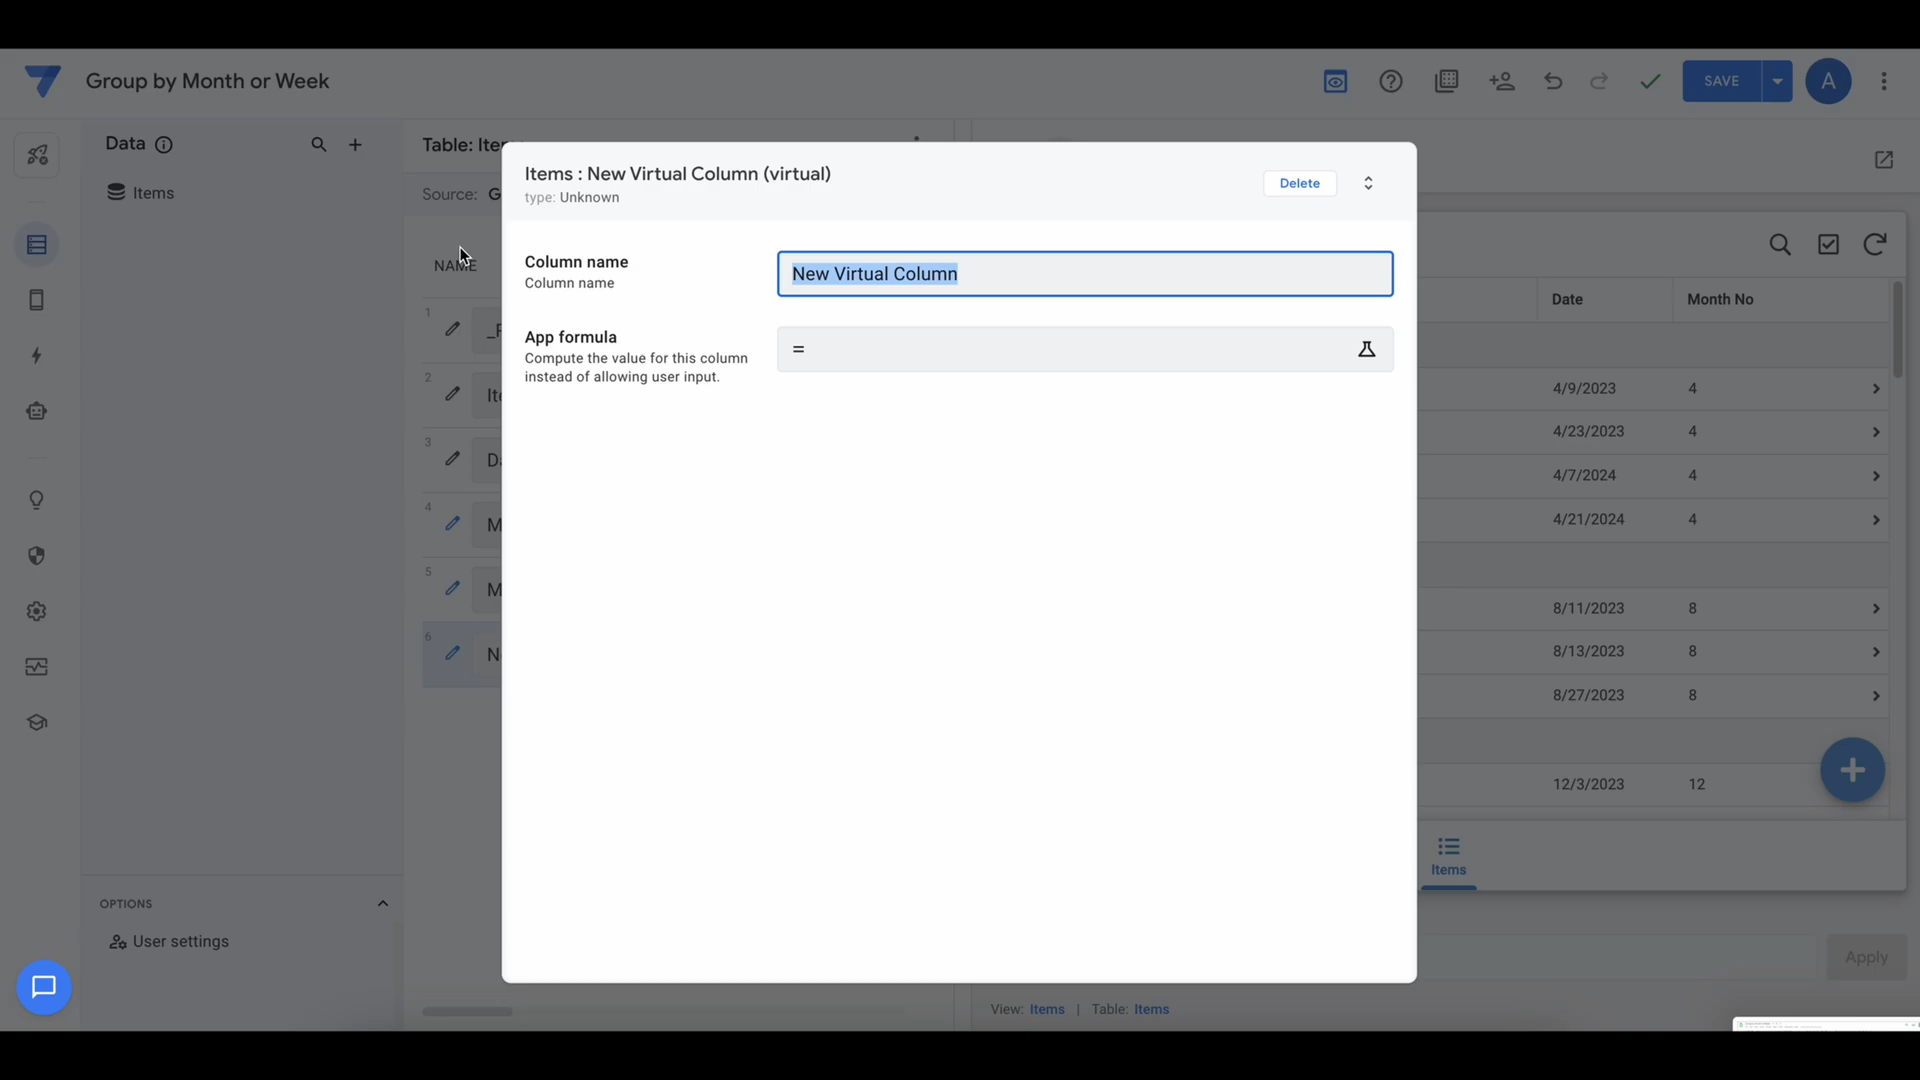 Group by Month or Week
SAVE
A
Data
Items
OPTIONS
User settings
Table: Ite
Source: G
NAME
1
2
3
4
5
6
Items : New Virtual Column (virtual)
type: Unknown
Delete
Column name
Column name
New Virtual Column
App formula
Compute the value for this column
instead of allowing user input.
=
Date Month No
4/9/2023 4
4/23/2023 4
4/7/2024 4
4/21/2024 4
8/11/2023 8
8/13/2023 8
8/27/2023 8
12/3/2023 12
Items
Apply
View: Items | Table: Items